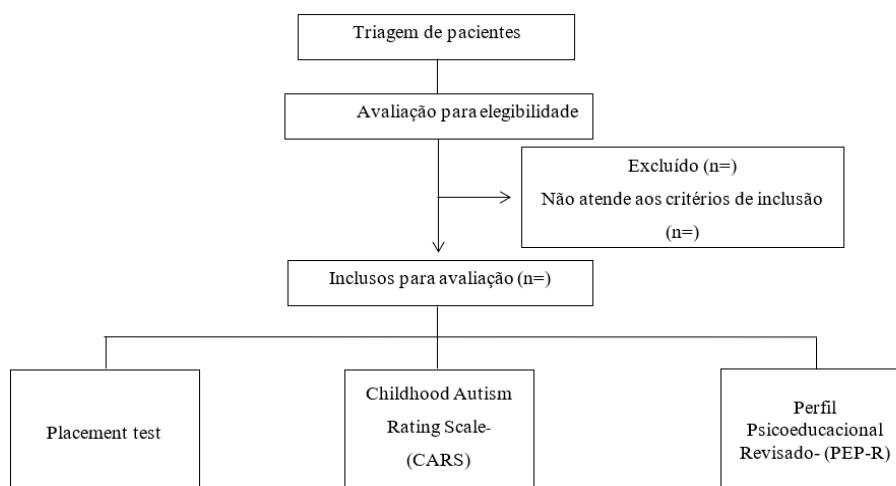 Triagem de pacientes
Avaliação para elegibilidade
Excluído (n=)
Não atende aos critérios de inclusão
(n=)
Inclusos para avaliação (n=)
Placement test
Childhood Autism
Rating Scale-
(CARS)
Perfil
Psicoeducacional
Revisado- (PEP-R)